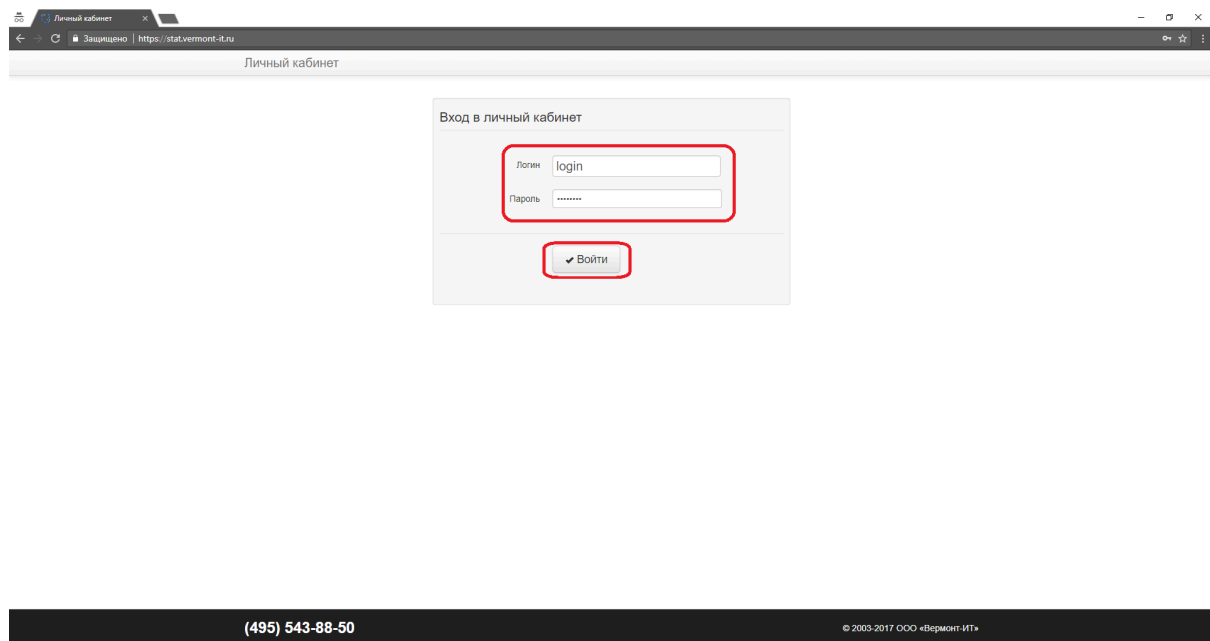 Личный кабинет
Защищено | https://stat.vermont-it.ru
Личный кабинет
Вход в личный кабинет
Логин login
Пароль ········
Войти
(495) 543-88-50 © 2003-2017 ООО «Вермонт-ИТ»